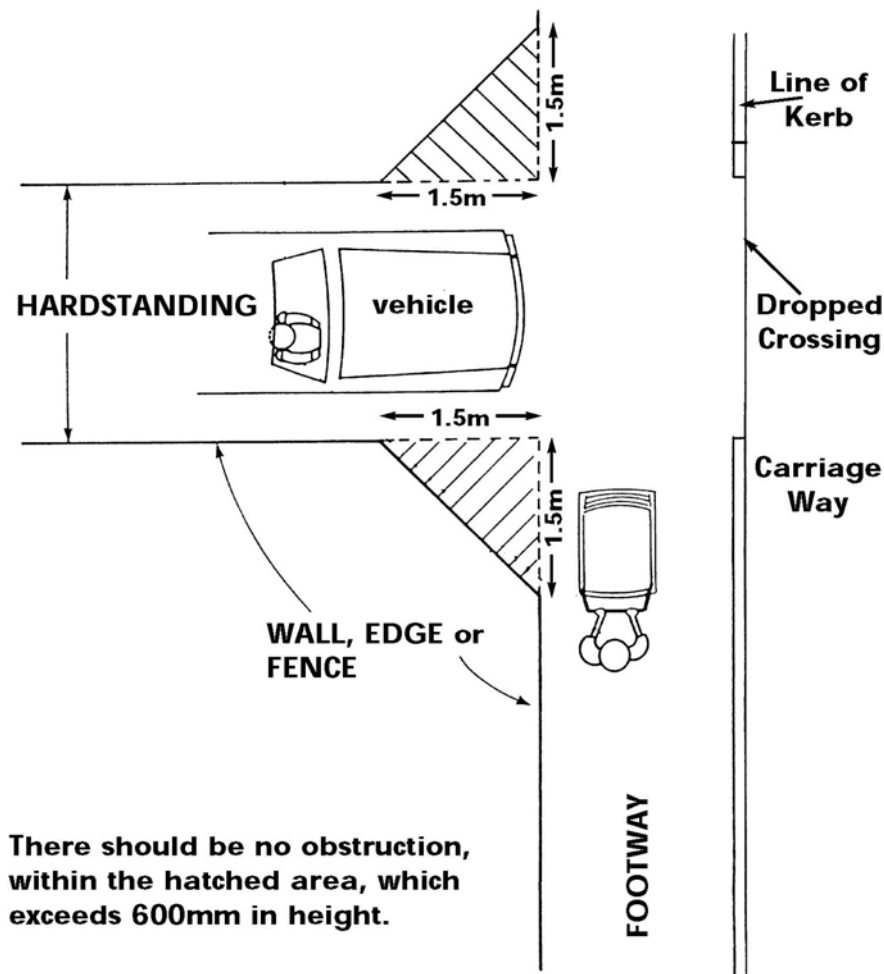 1.5m
Line of
Kerb
1.5m
HARDSTANDING
vehicle
Dropped
Crossing
1.5m
Carriage
Way
1.5m
WALL, EDGE or
FENCE
FOOTWAY
There should be no obstruction,
within the hatched area, which
exceeds 600mm in height.